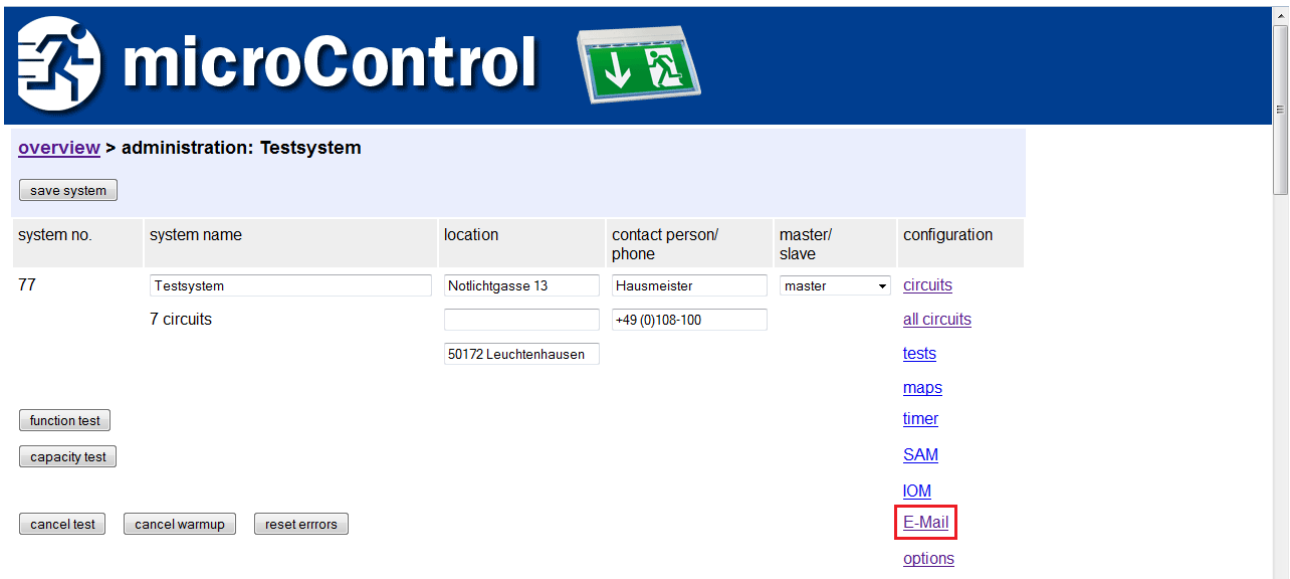 microControl
overview > administration: Testsystem
save system
system no. system name location contact person/ master/ configuration
phone slave
77 Testsystem Notlichtgasse 13 Hausmeister master circuits
7 circuits +49 (0)108-100 all circuits
50172 Leuchtenhausen tests
maps
function test timer
capacity test SAM
IOM
cancel test cancel warmup reset errrors E-Mail
options